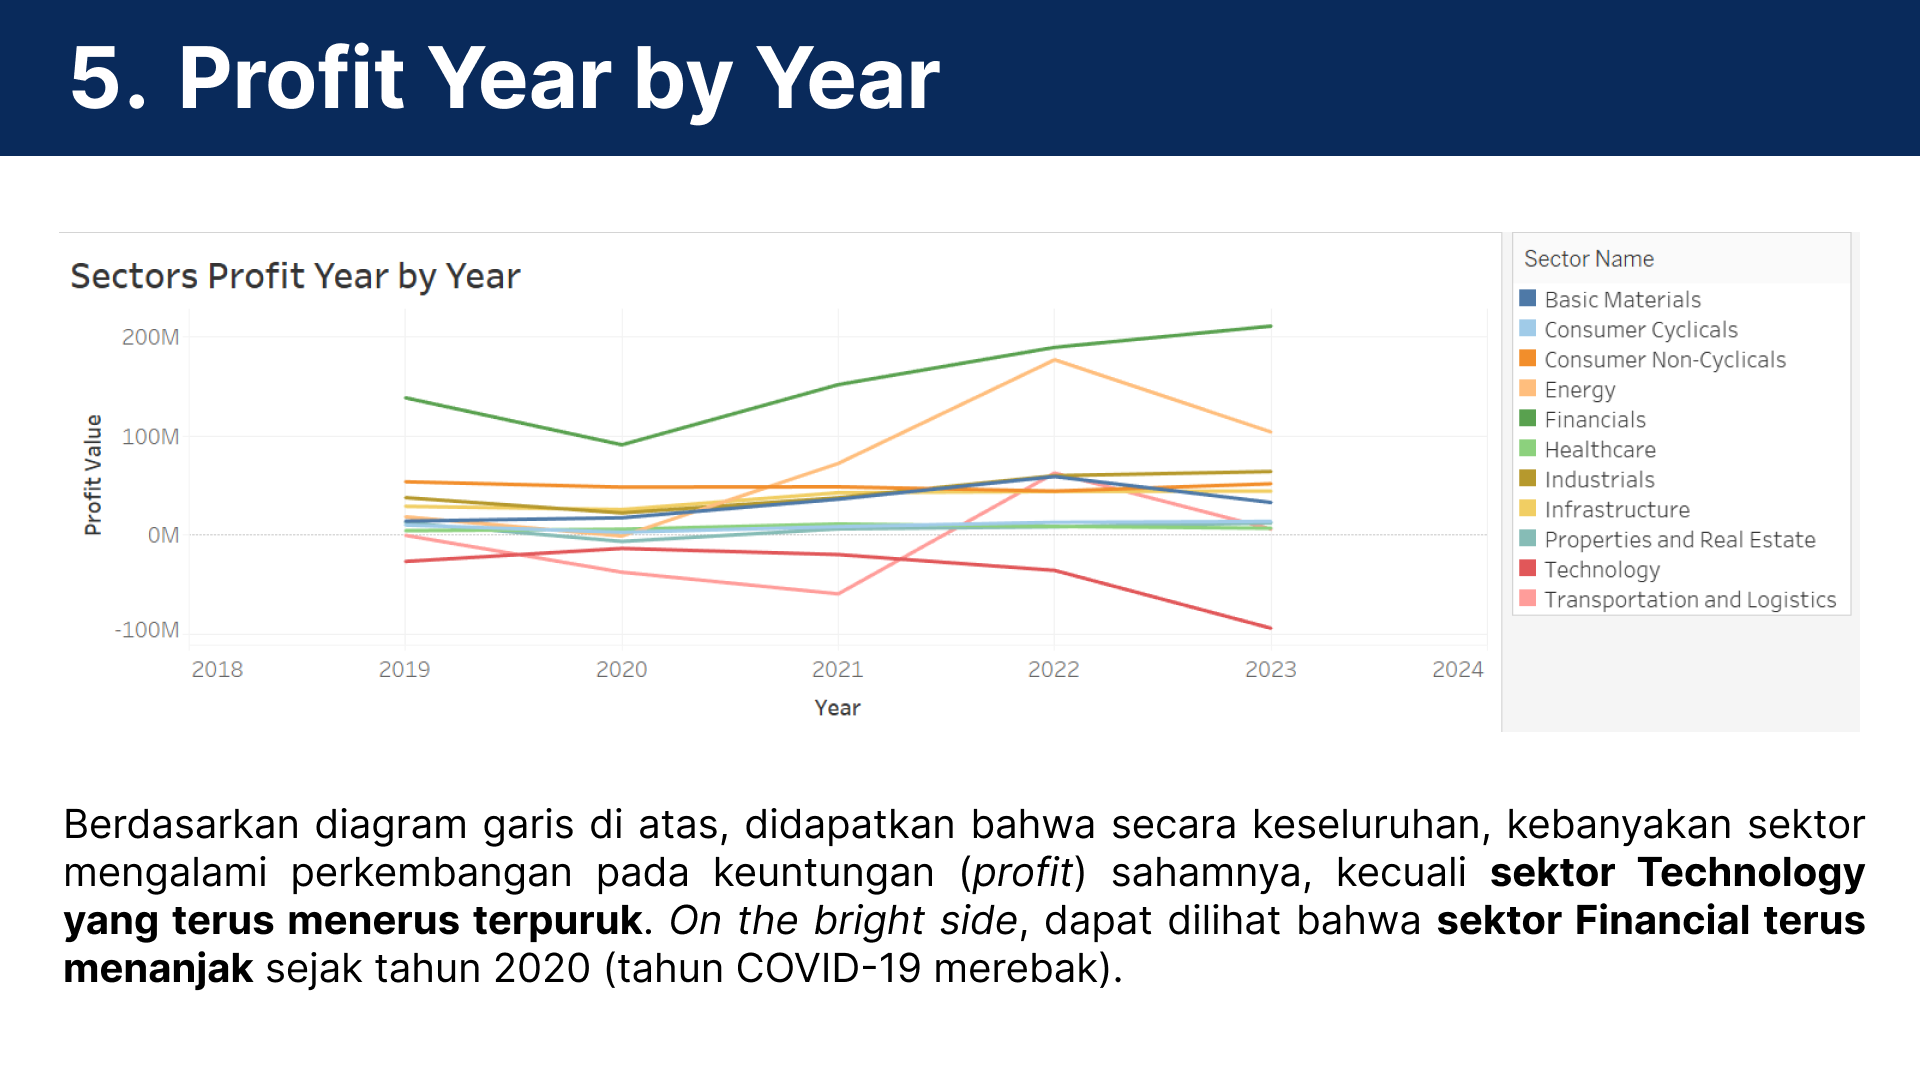 5. Profit Year by Year
Sectors Profit Year by Year
200M
100M
0M
-100M
Profit Value
2018 2019 2020 2021 2022 2023 2024
Year
Sector Name
Basic Materials
Consumer Cyclicals
Consumer Non-Cyclicals
Energy
Financials
Healthcare
Industrials
Infrastructure
Properties and Real Estate
Technology
Transportation and Logistics
Berdasarkan diagram garis di atas, didapatkan bahwa secara keseluruhan, kebanyakan sektor
mengalami perkembangan pada keuntungan (profit) sahamnya, kecuali sektor Technology
yang terus menerus terpuruk. On the bright side, dapat dilihat bahwa sektor Financial terus
menanjak sejak tahun 2020 (tahun COVID-19 merebak).